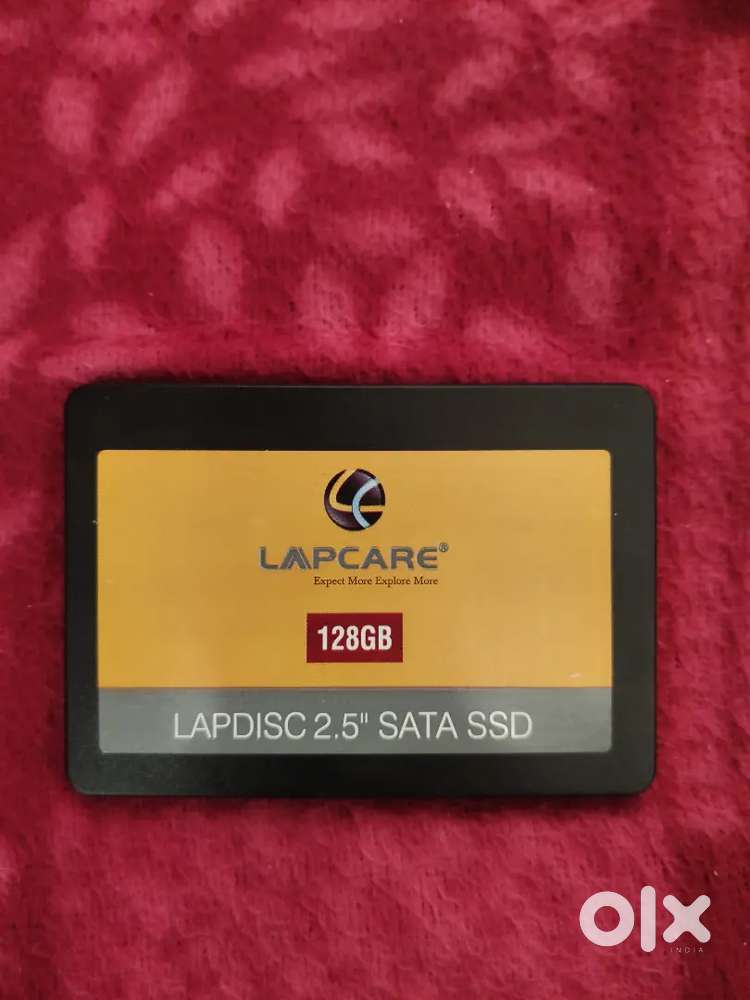 LAPCARE®
Expect More Explore More
128GB
LAPDISC 2.5" SATA SSD
olx
INDIA